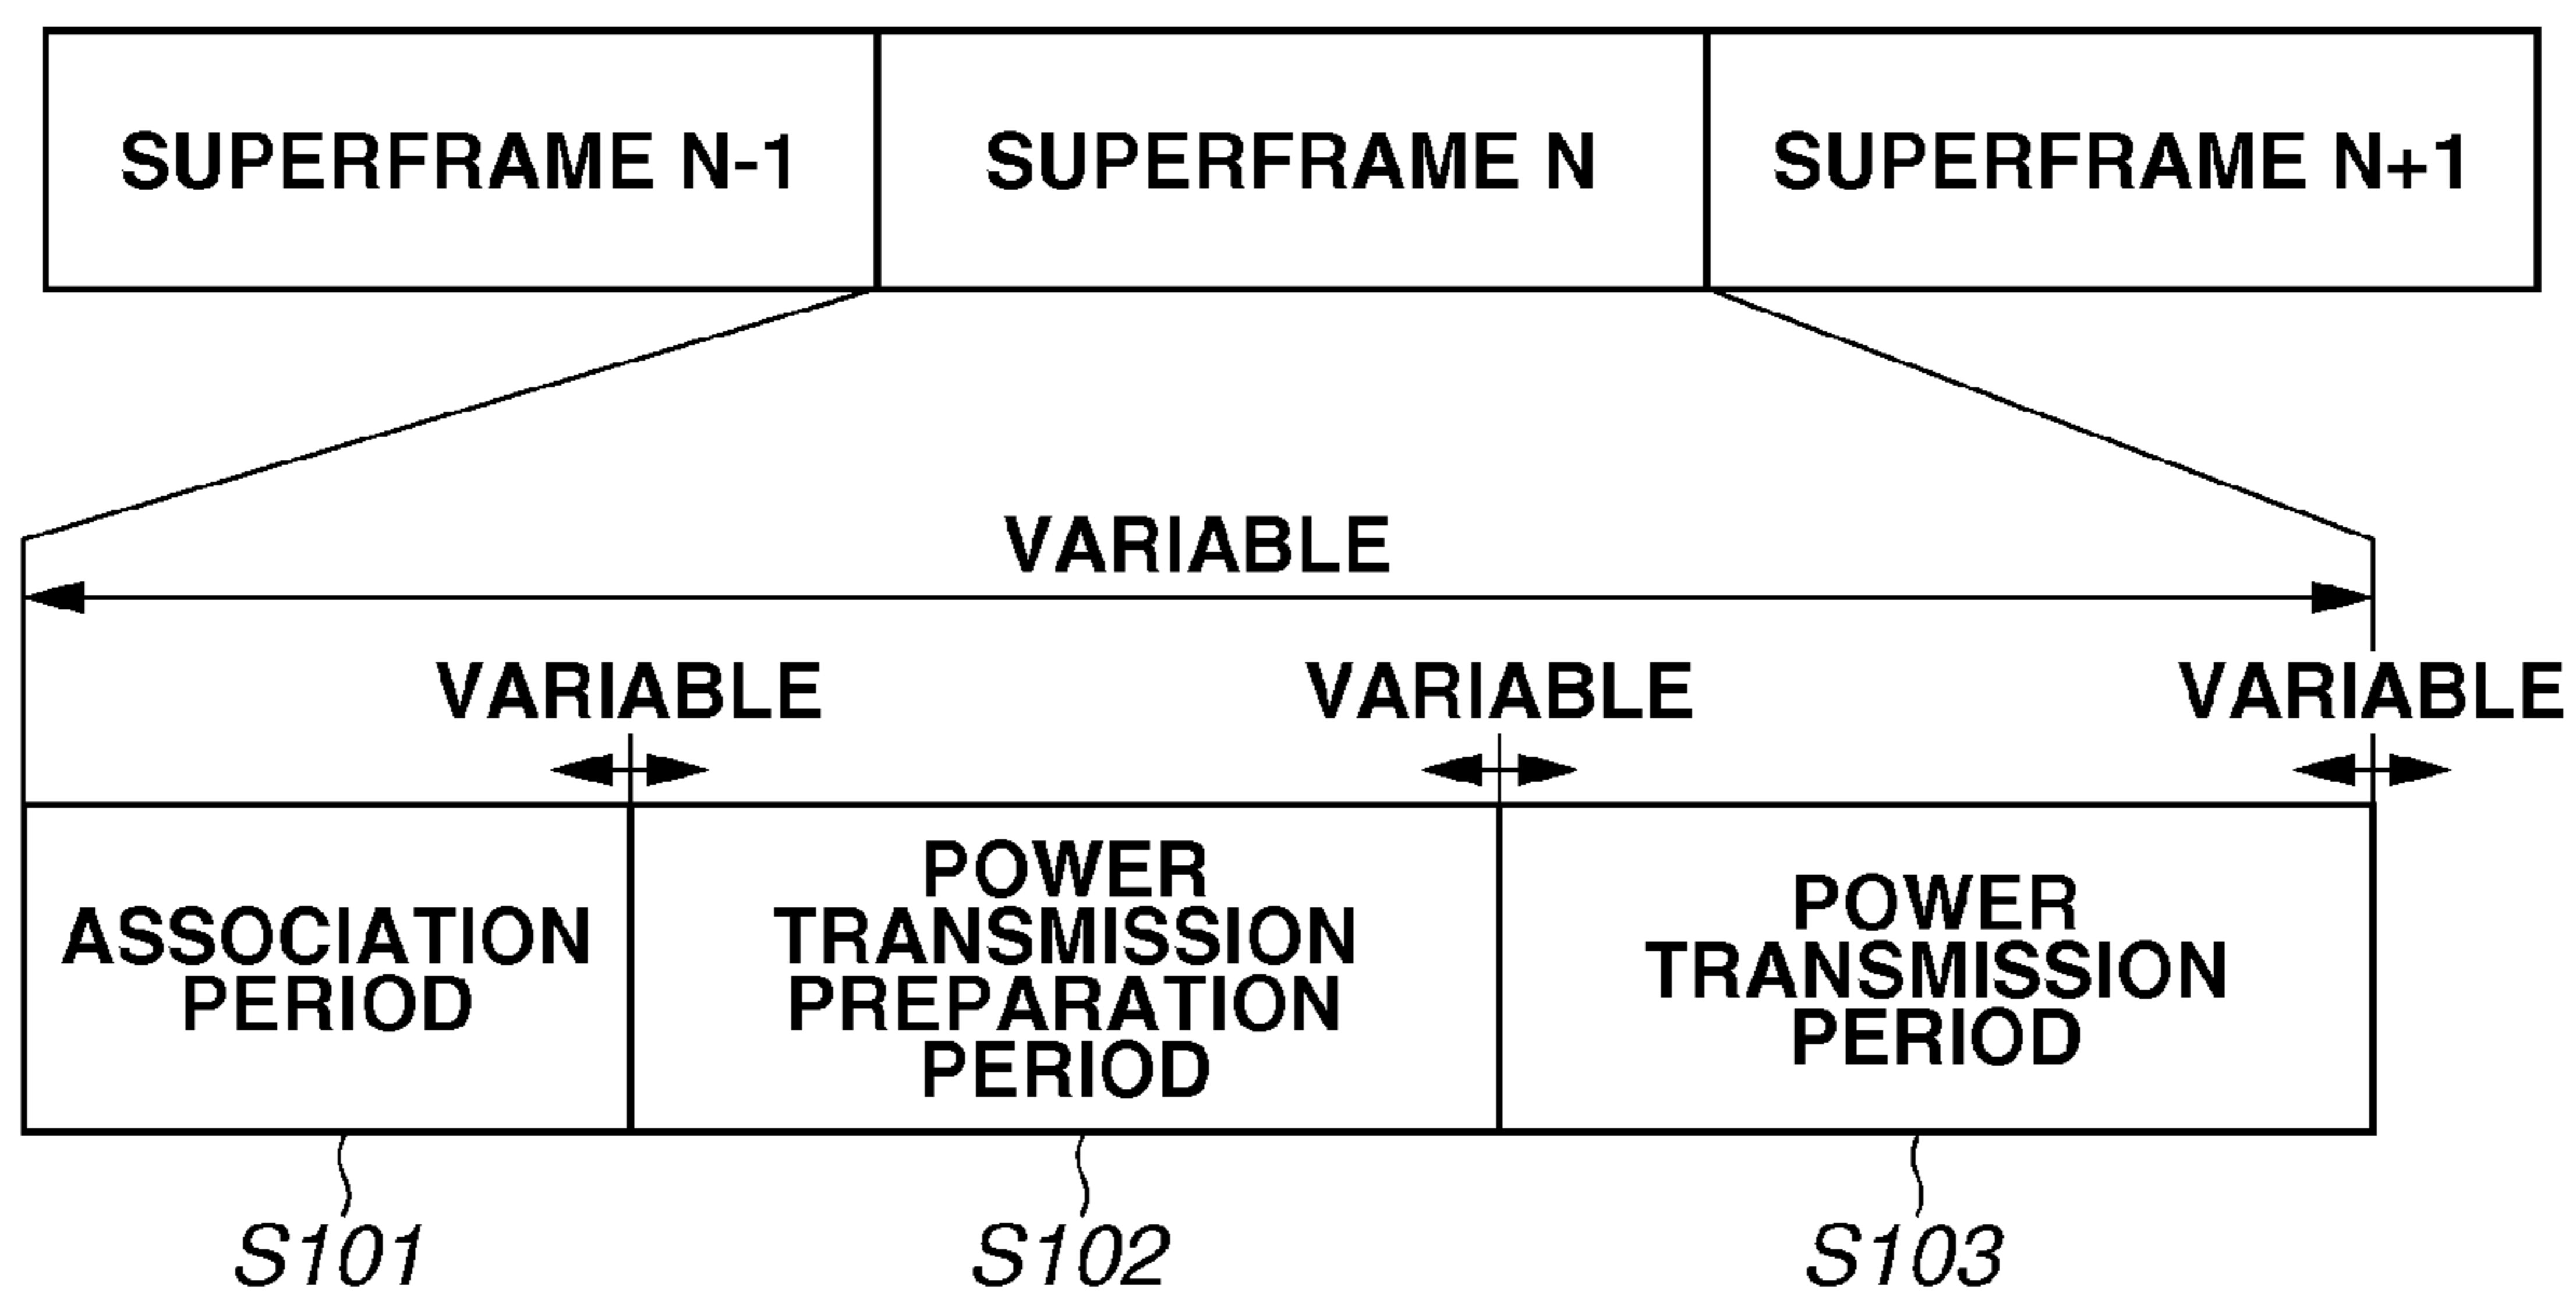 SUPERFRAME N-1
SUPERFRAME N
SUPERFRAME N+1
VARIABLE
VARIABLE
VARIABLE
VARIABLE
ASSOCIATION
PERIOD
POWER
TRANSMISSION
PREPARATION
PERIOD
POWER
TRANSMISSION
PERIOD
S101
S102
S103